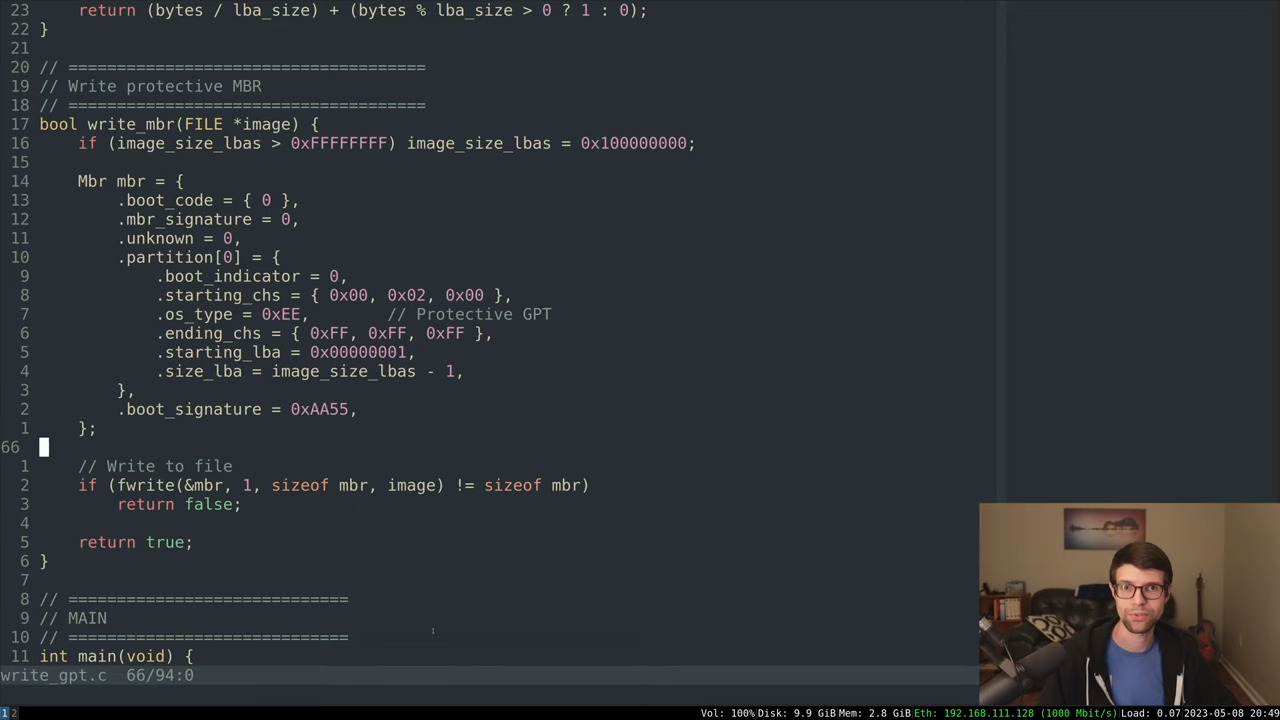 23     return (bytes / lba_size) + (bytes % lba_size > 0 ? 1 : 0);
22 }
21
20 // =====================================
19 // Write protective MBR
18 // =====================================
17 bool write_mbr(FILE *image) {
16     if (image_size_lbas > 0xFFFFFFFF) image_size_lbas = 0x100000000;
15
14     Mbr mbr = {
13         .boot_code = { 0 },
12         .mbr_signature = 0,
11         .unknown = 0,
10         .partition[0] = {
9             .boot_indicator = 0,
8             .starting_chs = { 0x00, 0x02, 0x00 },
7             .os_type = 0xEE,        // Protective GPT
6             .ending_chs = { 0xFF, 0xFF, 0xFF },
5             .starting_lba = 0x00000001,
4             .size_lba = image_size_lbas - 1,
3         },
2         .boot_signature = 0xAA55,
1     };
66
1     // Write to file
2     if (fwrite(&mbr, 1, sizeof mbr, image) != sizeof mbr)
3         return false;
4
5     return true;
6 }
7
8 // =============================
9 // MAIN
10 // =============================
11 int main(void) {
write_gpt.c  66/94:0
1 2 Vol: 100% Disk: 9.9 GiB Mem: 2.8 GiB Eth: 192.168.111.128 (1000 Mbit/s) Load: 0.07 2023-05-08 20:49